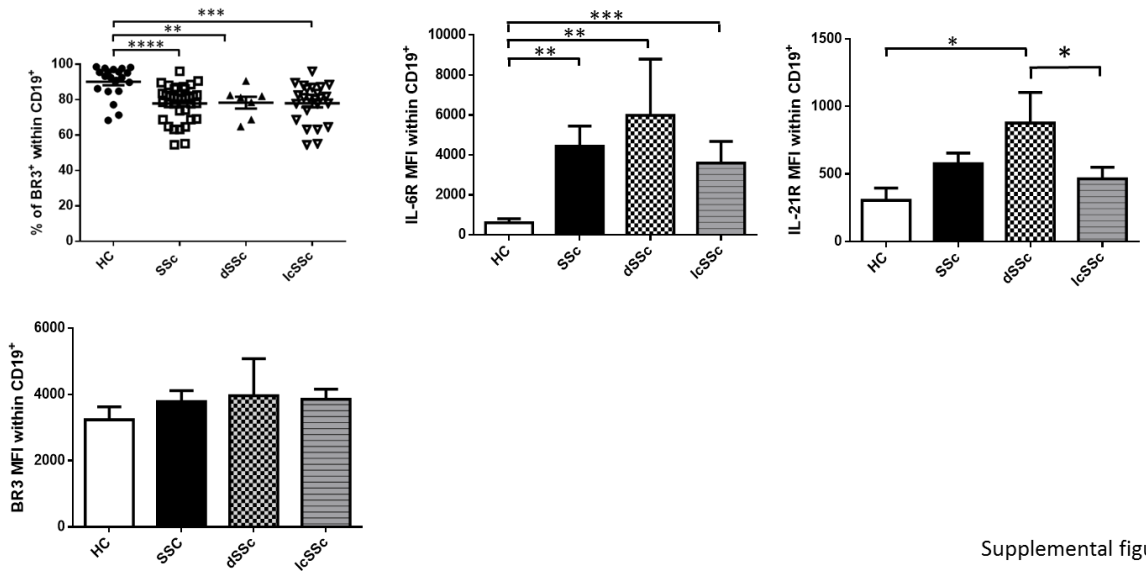 % of BR3⁺ within CD19⁺
100
80
60
40
20
0
****
**
***
HC
SSc
dSSc
lcSSc
IL-6R MFI within CD19⁺
10000
8000
6000
4000
2000
0
**
**
***
HC
SSc
dSSc
lcSSc
IL-21R MFI within CD19⁺
1500
1000
500
0
*
*
HC
SSc
dSSc
lcSSc
BR3 MFI within CD19⁺
6000
4000
2000
0
HC
SSC
dSSc
lcSSc
Supplemental figu